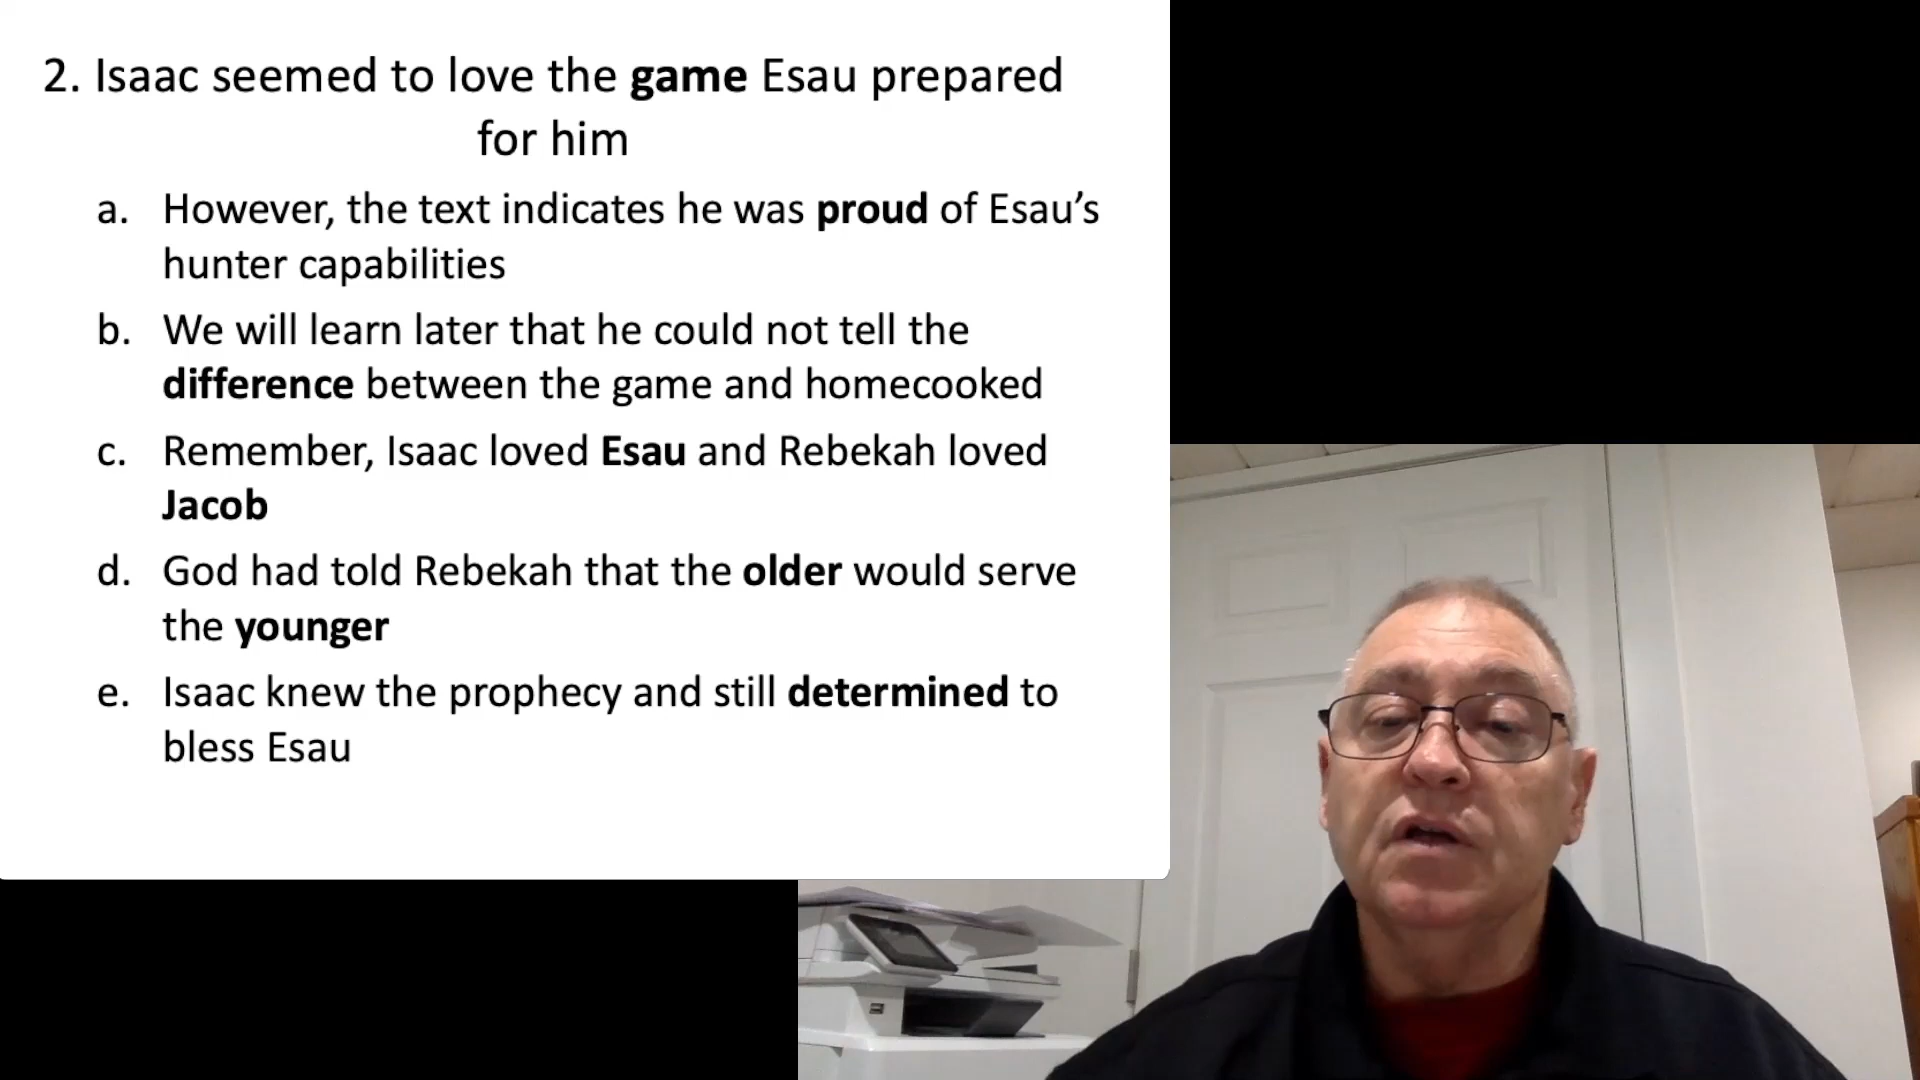 2. Isaac seemed to love the game Esau prepared
for him
a. However, the text indicates he was proud of Esau’s
hunter capabilities
b. We will learn later that he could not tell the
difference between the game and homecooked
c. Remember, Isaac loved Esau and Rebekah loved
Jacob
d. God had told Rebekah that the older would serve
the younger
e. Isaac knew the prophecy and still determined to
bless Esau